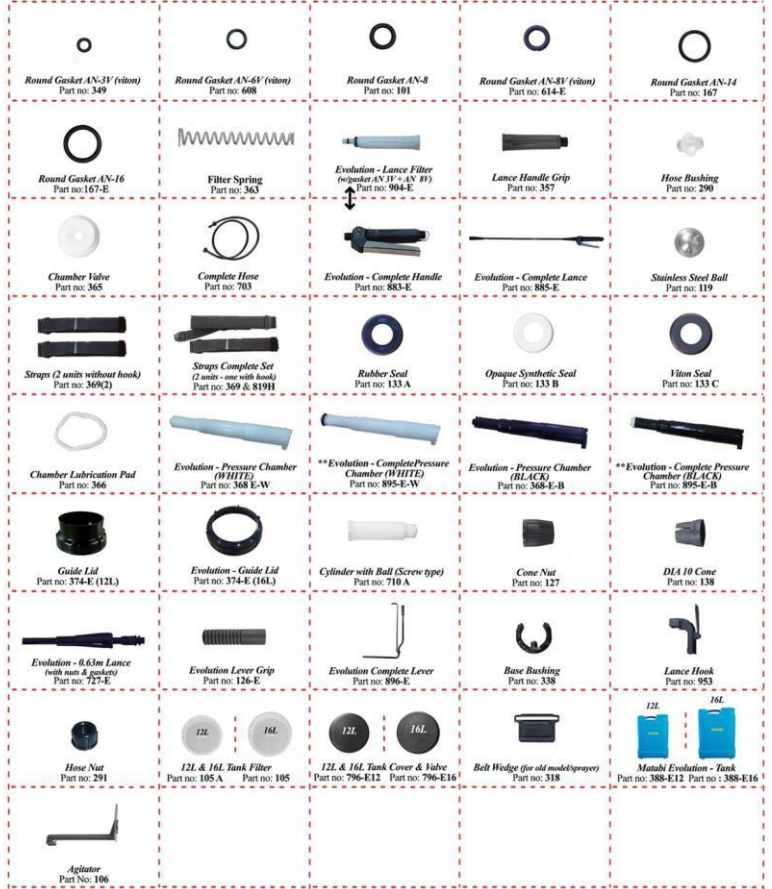 Round Gasket AN-3V (viton)
Part no: 349
Round Gasket AN-6V (viton)
Part no: 608
Round Gasket AN-8
Part no: 101
Round Gasket AN-8V (viton)
Part no: 614-E
Round Gasket AN-14
Part no: 167
Round Gasket AN-16
Part no:167-E
Filter Spring
Part no: 363
Evolution - Lance Filter
(w/gasket AN 3V + AN 8V)
Part no: 904-E
Lance Handle Grip
Part no: 357
Hose Bushing
Part no: 290
Chamber Valve
Part no: 365
Complete Hose
Part no: 703
Evolution - Complete Handle
Part no: 883-E
Evolution - Complete Lance
Part no: 885-E
Stainless Steel Ball
Part no: 119
Straps (2 units without hook)
Part no: 369(2)
Straps Complete Set
(2 units - one with hook)
Part no: 369 & 819H
Rubber Seal
Part no: 133 A
Opaque Synthetic Seal
Part no: 133 B
Viton Seal
Part no: 133 C
Chamber Lubrication Pad
Part no: 366
Evolution - Pressure Chamber
(WHITE)
Part no: 368 E-W
**Evolution - CompletePressure
Chamber (WHITE)
Part no: 895-E-W
Evolution - Pressure Chamber
(BLACK)
Part no: 368-E-B
**Evolution - Complete Pressure
Chamber (BLACK)
Part no: 895-E-B
Guide Lid
Part no: 374-E (12L)
Evolution - Guide Lid
Part no: 374-E (16L)
Cylinder with Ball (Screw type)
Part no: 710 A
Cone Nut
Part no: 127
DIA 10 Cone
Part no: 138
Evolution - 0.63m Lance
(with nuts & gaskets)
Part no: 727-E
Evolution Lever Grip
Part no: 126-E
Evolution Complete Lever
Part no: 896-E
Base Bushing
Part no: 338
Lance Hook
Part no: 953
Hose Nut
Part no: 291
12L 16L
12L & 16L Tank Filter
Part no: 105 A Part no: 105
12L 16L
12L & 16L Tank Cover & Valve
Part no: 796-E12 Part no: 796-E16
Belt Wedge (for old model/sprayer)
Part no: 318
12L 16L
Matabi Evolution - Tank
Part no: 388-E12 Part no : 388-E16
Agitator
Part No: 106